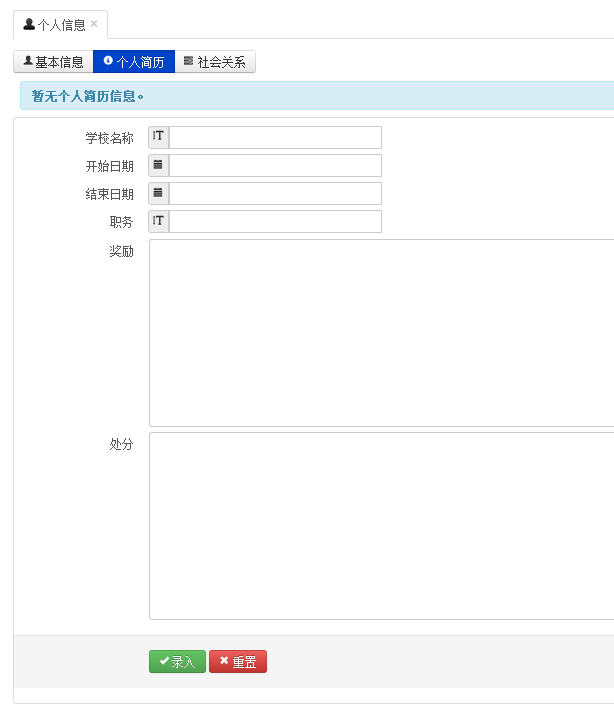 个人信息 ×
基本信息 个人简历 社会关系
暂无个人简历信息。
学校名称
开始日期
结束日期
职务
奖励
处分
录入 重置